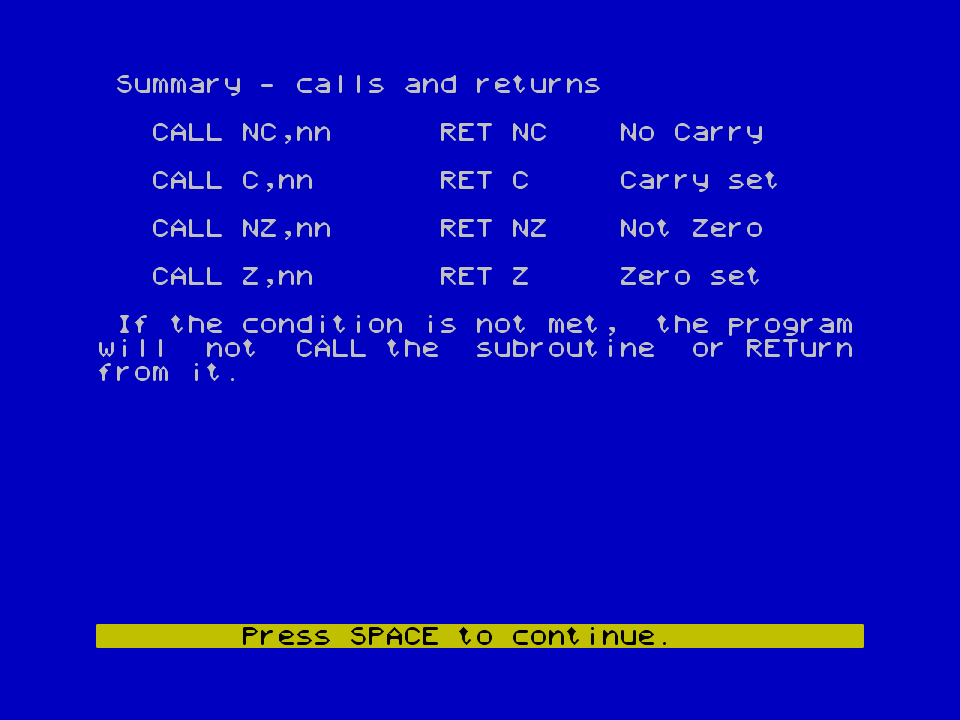 Summary - calls and returns
CALL NC,nn RET NC No Carry
CALL C,nn RET C Carry set
CALL NZ,nn RET NZ Not Zero
CALL Z,nn RET Z Zero set
If the condition is not met, the program
will not CALL the subroutine or RETurn
from it.
Press SPACE to continue.